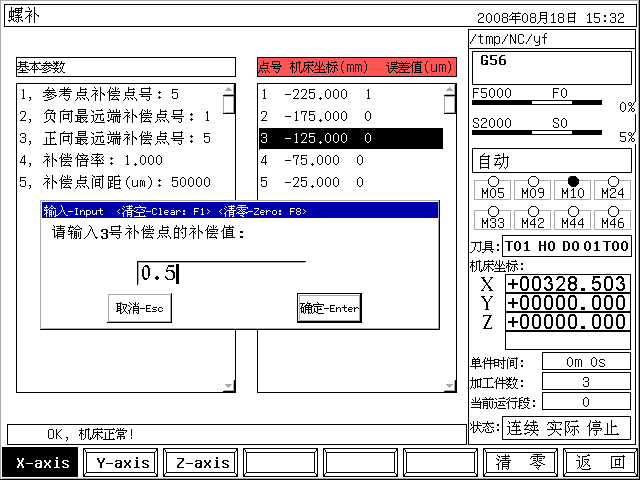 螺补
2008年08月18日 15:32
基本参数
1, 参考点补偿点号: 5
2, 负向最远端补偿点号: 1
3, 正向最远端补偿点号: 5
4, 补偿倍率: 1.000
5, 补偿点间距(um): 50000
点号 机床坐标(mm) 误差值(um)
1 -225.000 1
2 -175.000 0
3 -125.000 0
4 -75.000 0
5 -25.000 0
输入-Input <清空-Clear: F1> <清零-Zero: F8>
请输入3号补偿点的补偿值:
0.5
取消-Esc
确定-Enter
/tmp/NC/yf
G56
F5000 F0
0%
S2000 S0
5%
自动
M05 M09 M10 M24
M33 M42 M44 M46
刀具: T01 H0 D0 01T00
机床坐标:
X +00328.503
Y +00000.000
Z +00000.000
单件时间: 0m 0s
加工件数: 3
当前运行段: 0
状态: 连续 实际 停止
OK, 机床正常!
X-axis Y-axis Z-axis 清 零 返 回